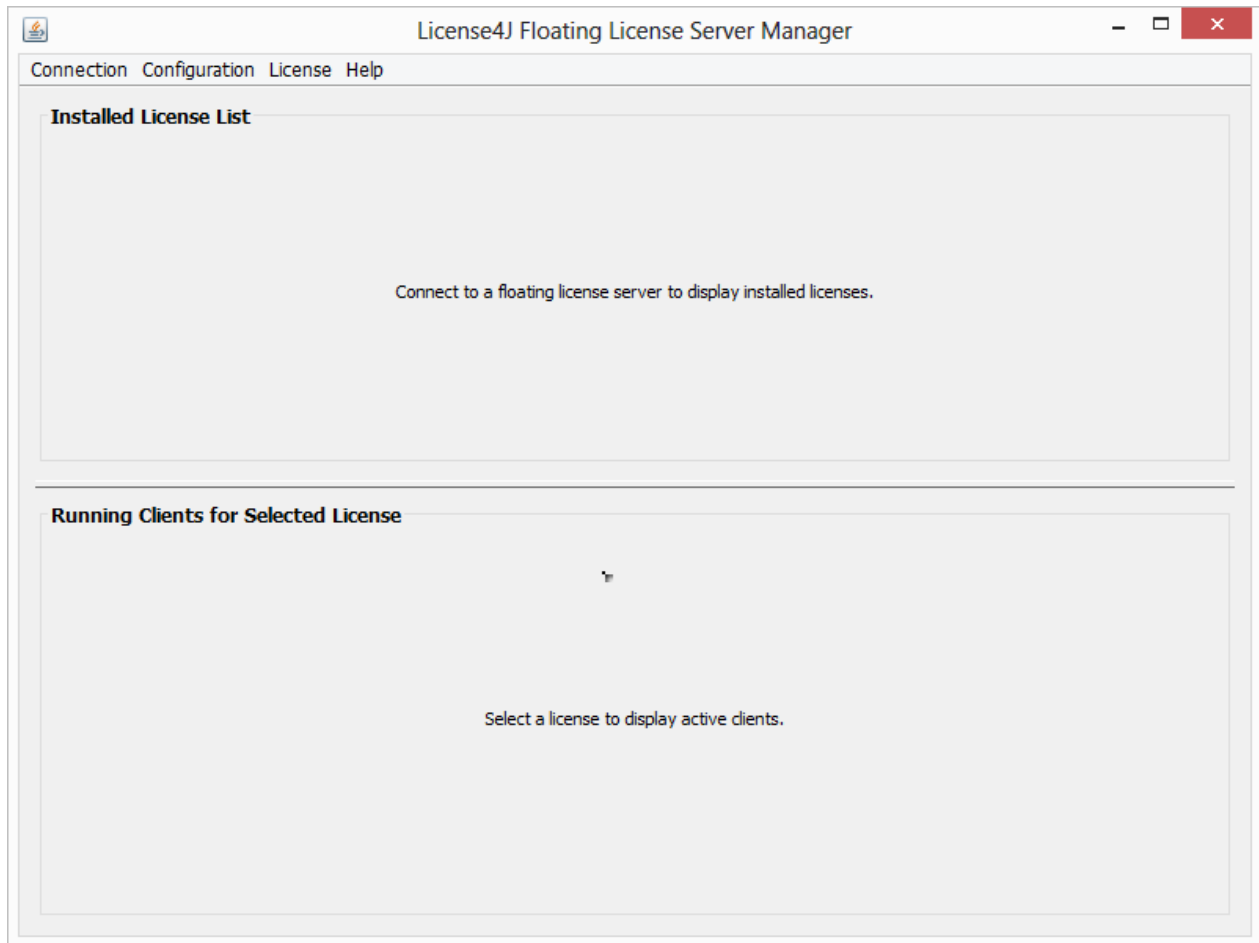 License4J Floating License Server Manager
Connection Configuration License Help
Installed License List
Connect to a floating license server to display installed licenses.
Running Clients for Selected License
Select a license to display active clients.